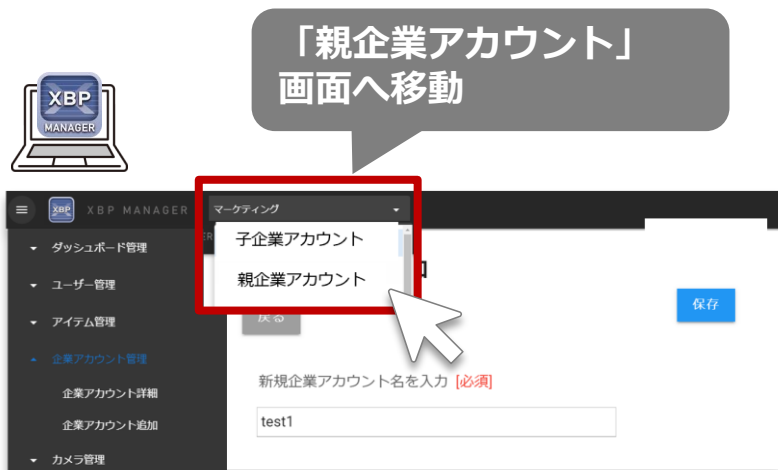 「親企業アカウント」
画面へ移動
XBP
MANAGER
XBP
XBP MANAGER
マーケティング
子企業アカウント
親企業アカウント
ダッシュボード管理
ユーザー管理
アイテム管理
企業アカウント管理
企業アカウント詳細
企業アカウント追加
カメラ管理
戻る
保存
新規企業アカウント名を入力 [必須]
test1